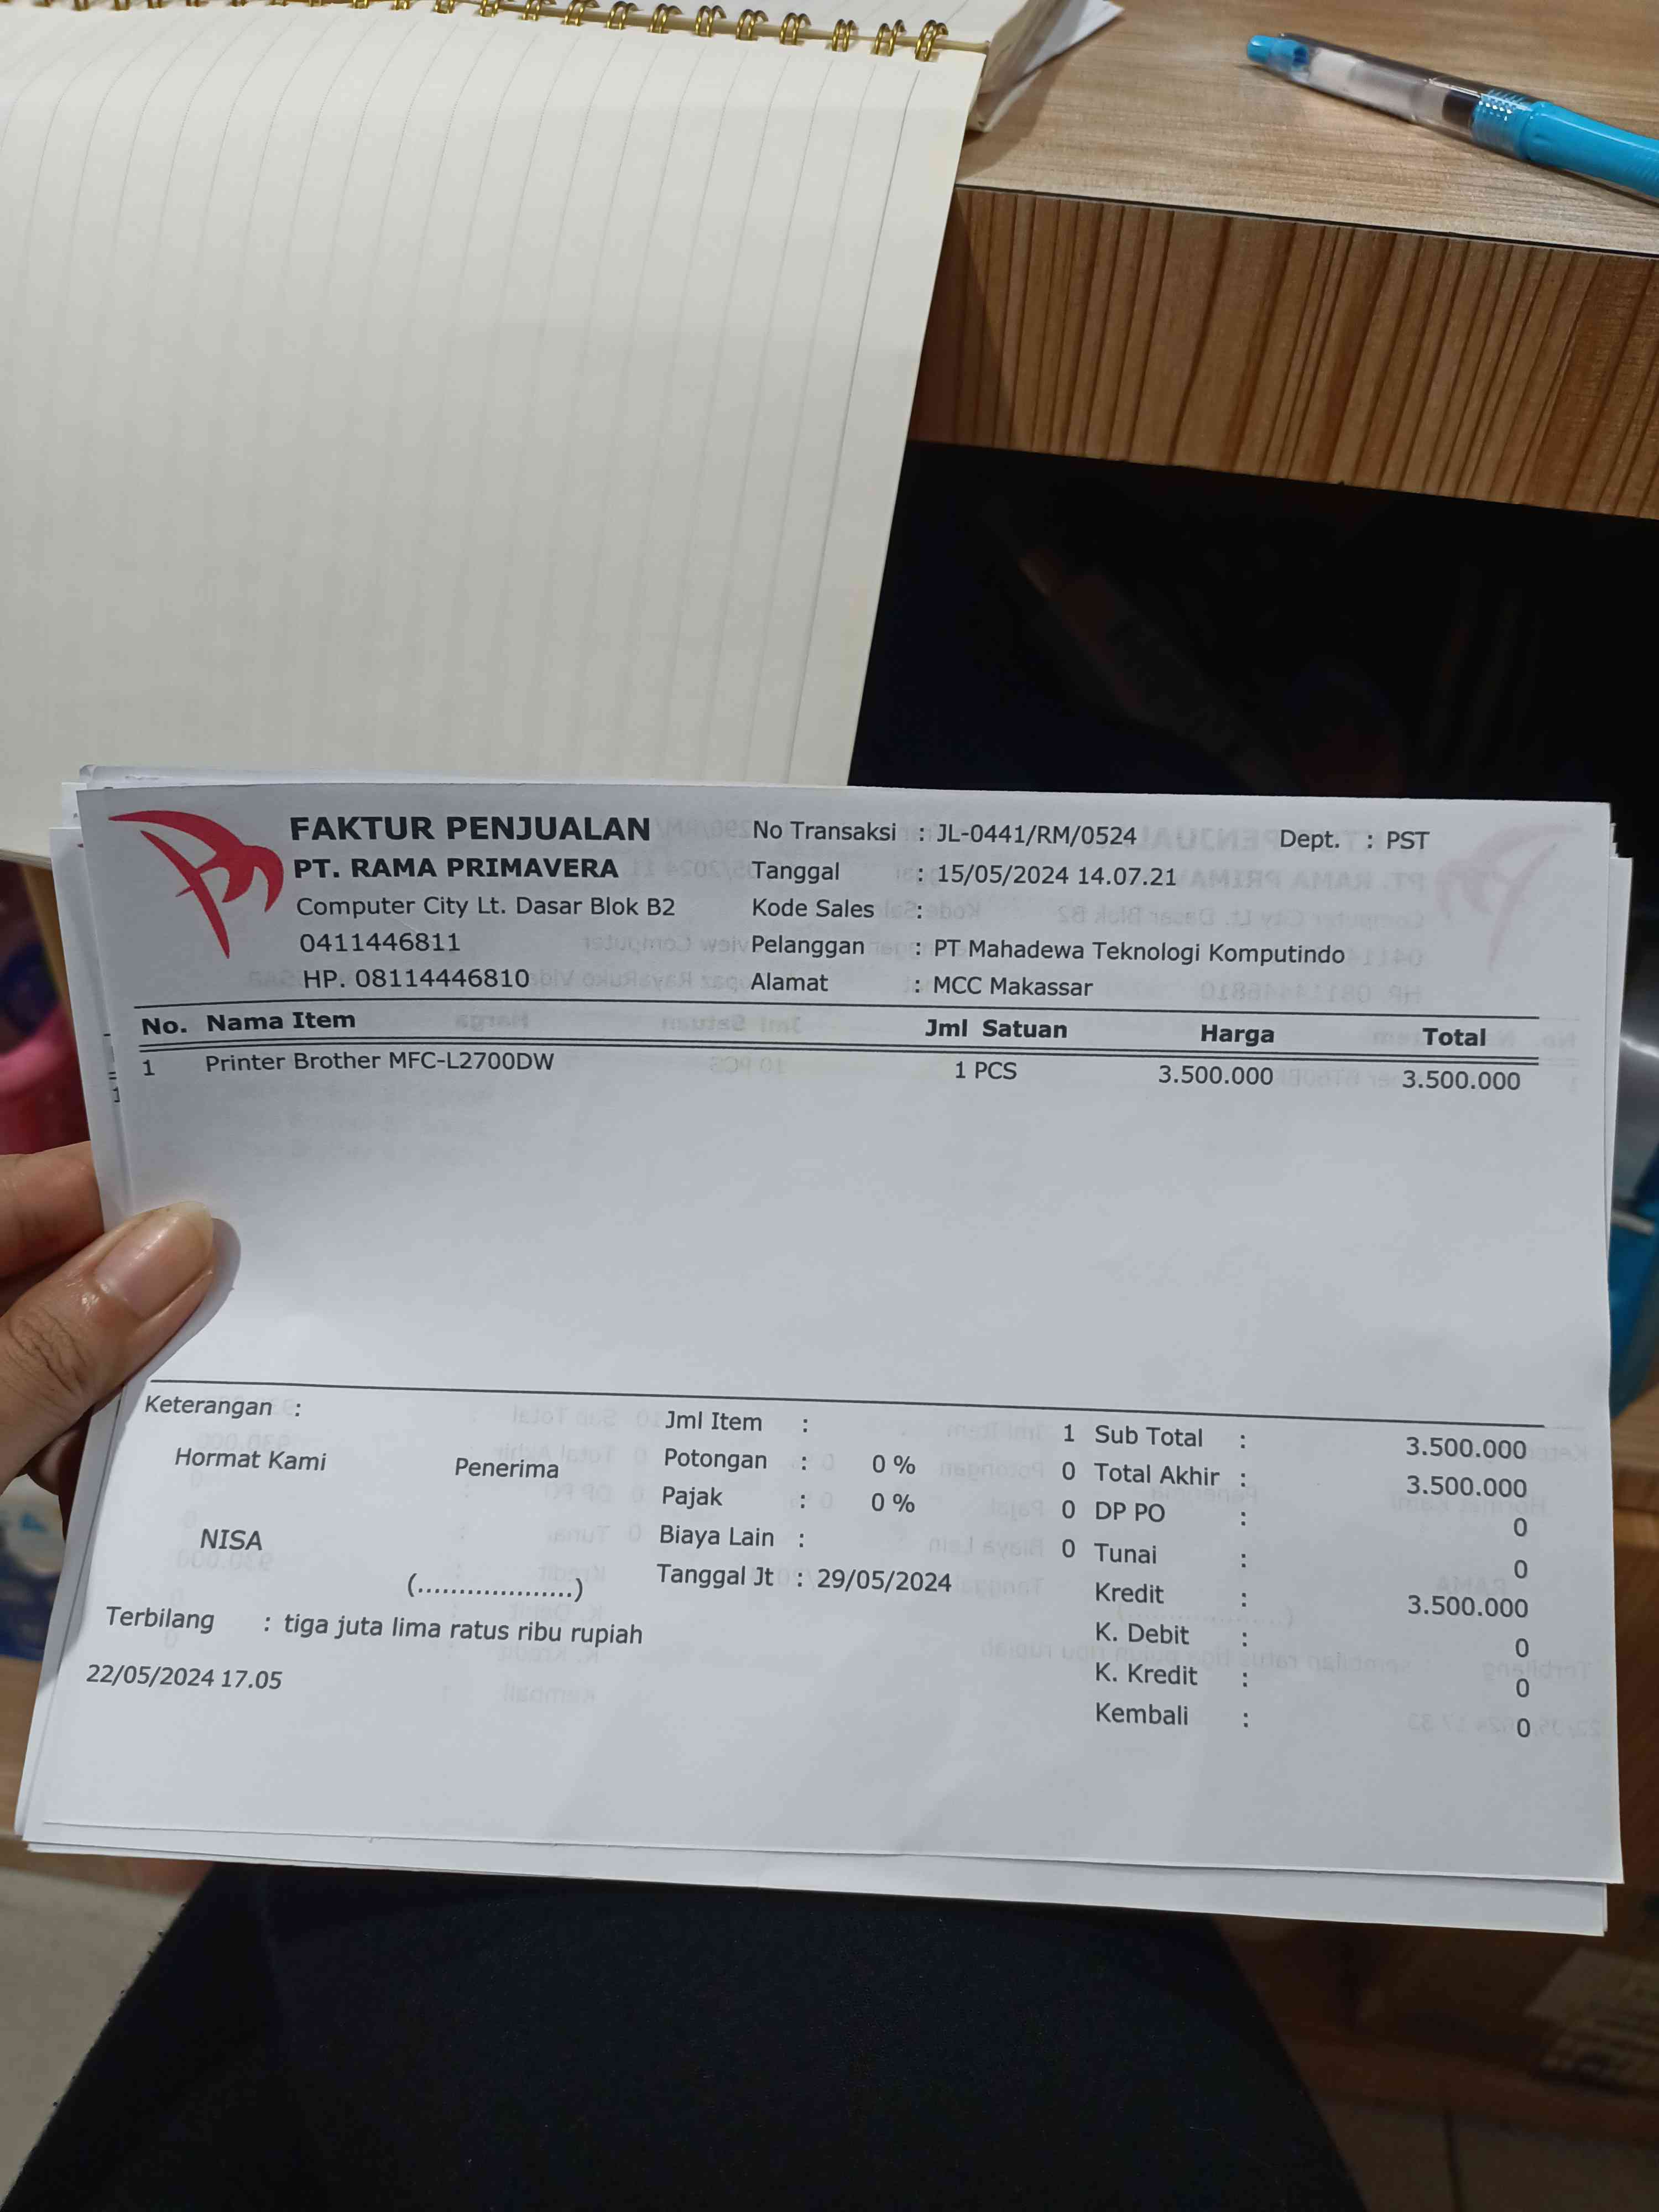 FAKTUR PENJUALAN
PT. RAMA PRIMAVERA
Computer City Lt. Dasar Blok B2
0411446811
HP. 08114446810
No Transaksi : JL-0441/RM/0524 Dept. : PST
Tanggal : 15/05/2024 14.07.21
Kode Sales :
Pelanggan : PT Mahadewa Teknologi Komputindo
Alamat : MCC Makassar
No. Nama Item Jml Satuan Harga Total
1 Printer Brother MFC-L2700DW 1 PCS 3.500.000 3.500.000
Keterangan :
Hormat Kami Penerima
NISA
(...................)
Jml Item : 1
Potongan : 0 % 0
Pajak : 0 % 0
Biaya Lain : 0
Tanggal Jt : 29/05/2024
Sub Total : 3.500.000
Total Akhir : 3.500.000
DP PO : 0
Tunai : 0
Kredit : 3.500.000
K. Debit : 0
K. Kredit : 0
Kembali : 0
Terbilang : tiga juta lima ratus ribu rupiah
22/05/2024 17.05